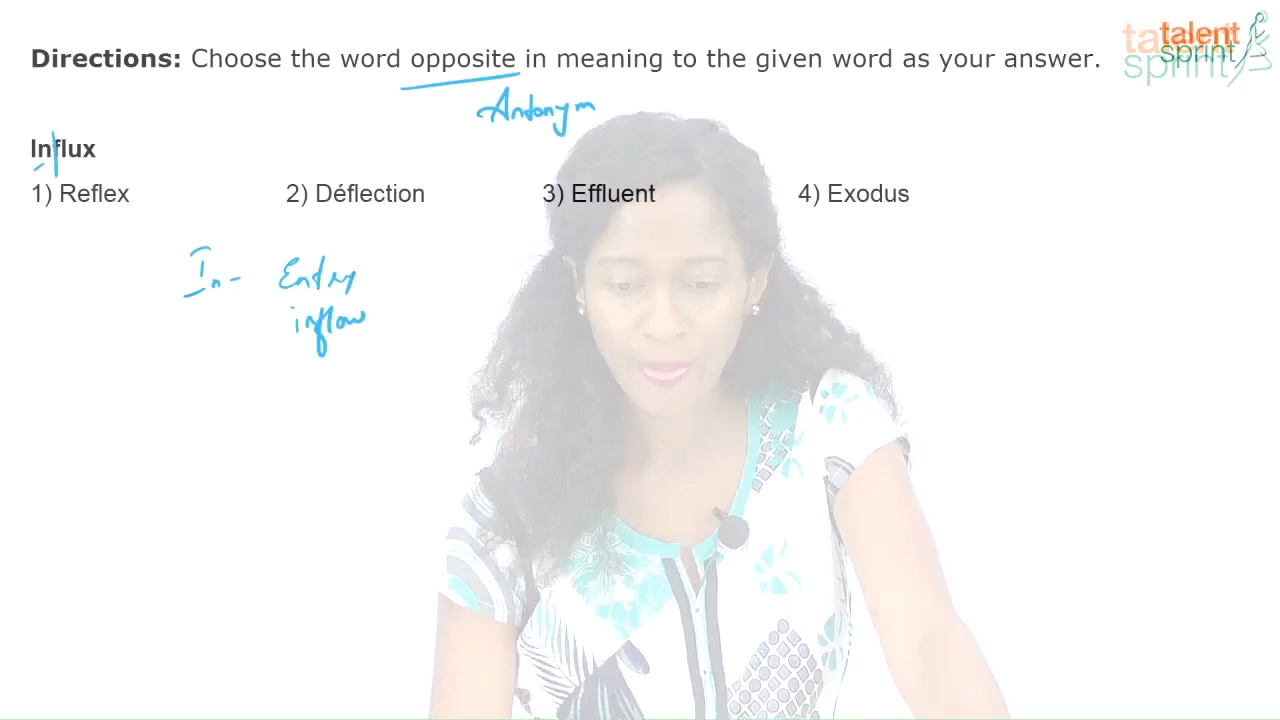 talent
sprint
Directions: Choose the word opposite in meaning to the given word as your answer.
Antonym
Influx
1) Reflex 2) Déflection 3) Effluent 4) Exodus
In- Entry
inflow